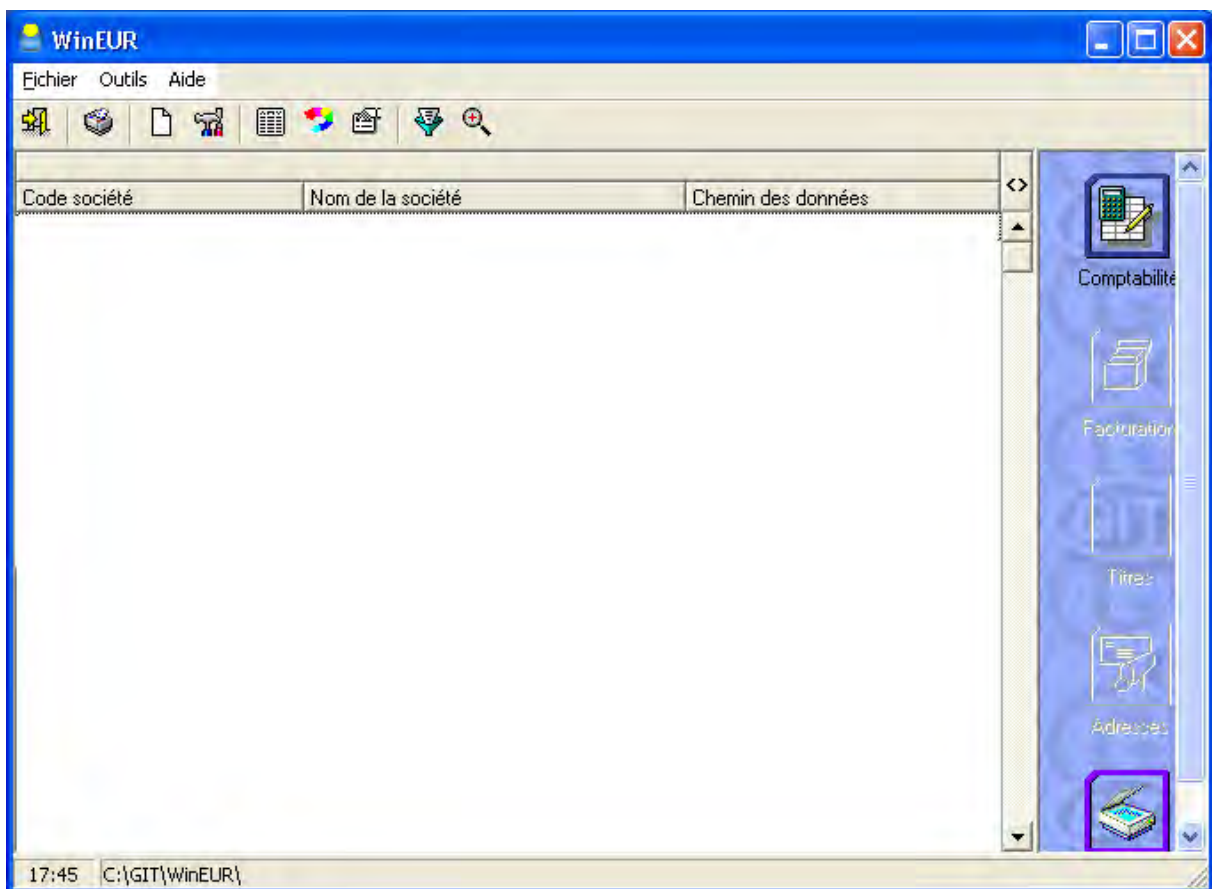 WinEUR
Fichier Outils Aide
Code société Nom de la société Chemin des données
<>
Comptabilité
Facturation
Titres
Adresses
17:45 C:\GIT\WinEUR\